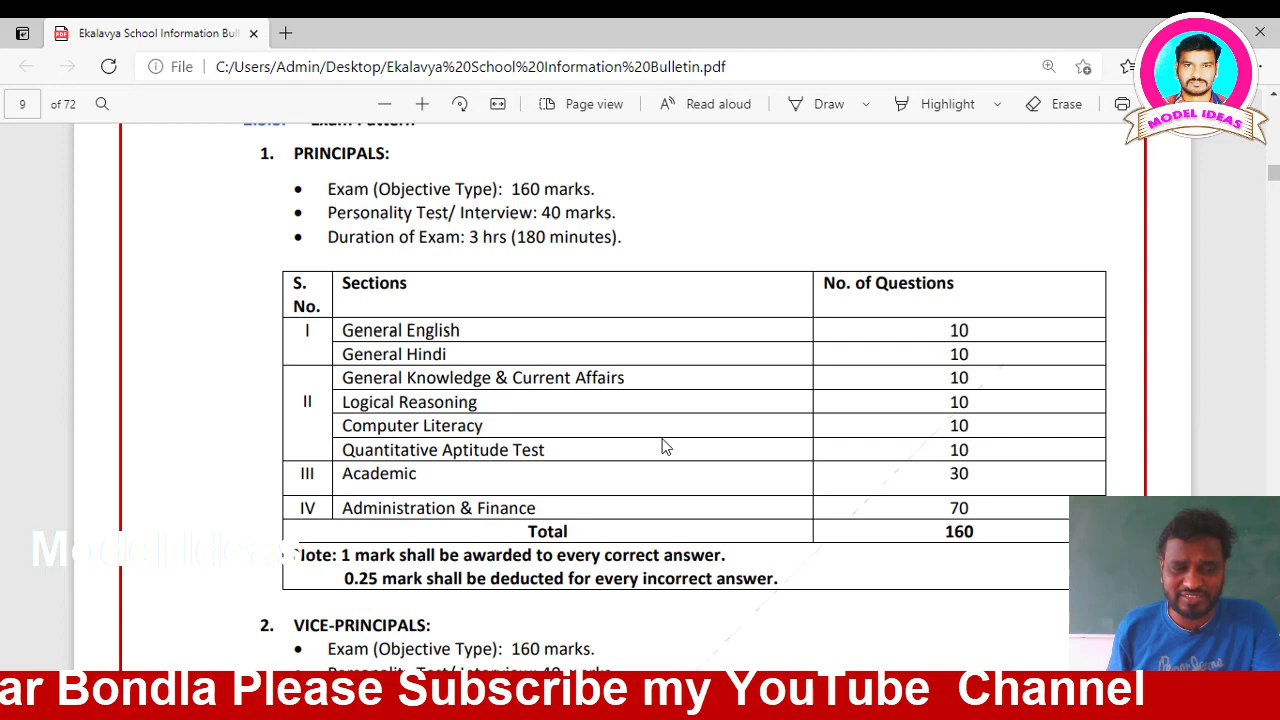 Ekalavya School Information Bul
File C:/Users/Admin/Desktop/Ekalavya%20School%20Information%20Bulletin.pdf
9 of 72 Page view Read aloud Draw Highlight Erase
MODEL IDEAS
Exam Pattern
1. PRINCIPALS:
• Exam (Objective Type): 160 marks.
• Personality Test/ Interview: 40 marks.
• Duration of Exam: 3 hrs (180 minutes).
S. No. Sections No. of Questions
I General English 10
General Hindi 10
General Knowledge & Current Affairs 10
II Logical Reasoning 10
Computer Literacy 10
Quantitative Aptitude Test 10
III Academic 30
IV Administration & Finance 70
Total 160
Model Ideas
Note: 1 mark shall be awarded to every correct answer.
0.25 mark shall be deducted for every incorrect answer.
2. VICE-PRINCIPALS:
• Exam (Objective Type): 160 marks.
ar Bondla Please Subscribe my YouTube Channel